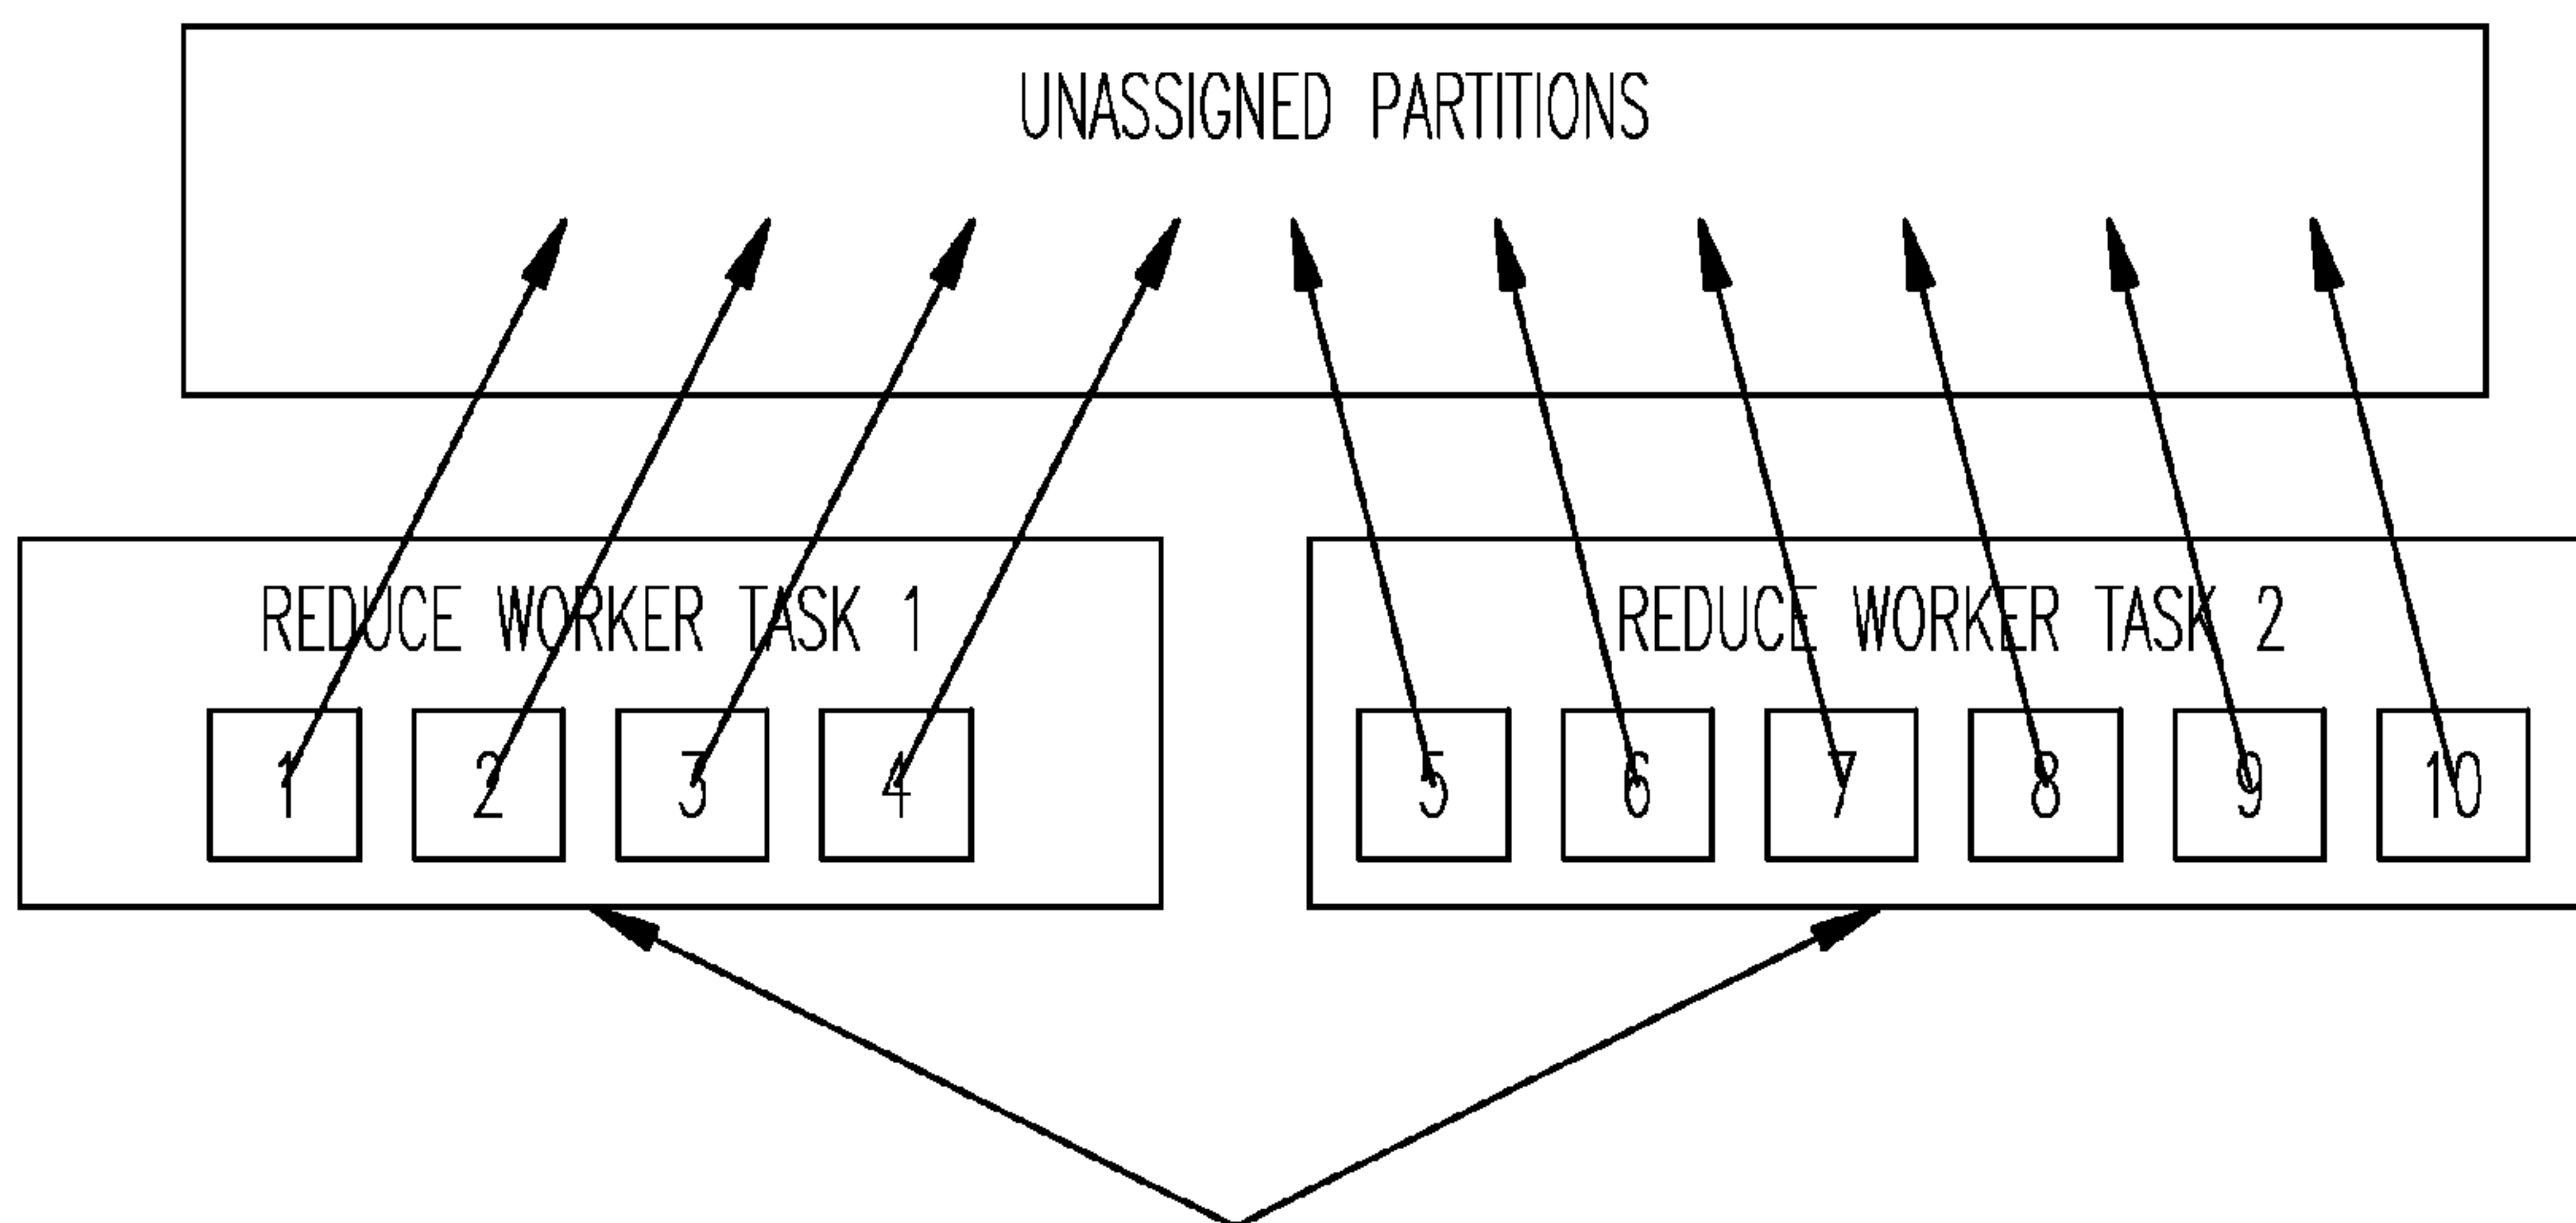 UNASSIGNED PARTITIONS
REDUCE WORKER TASK 1
REDUCE WORKER TASK 2
1 2 3 4 5 6 7 8 9 10